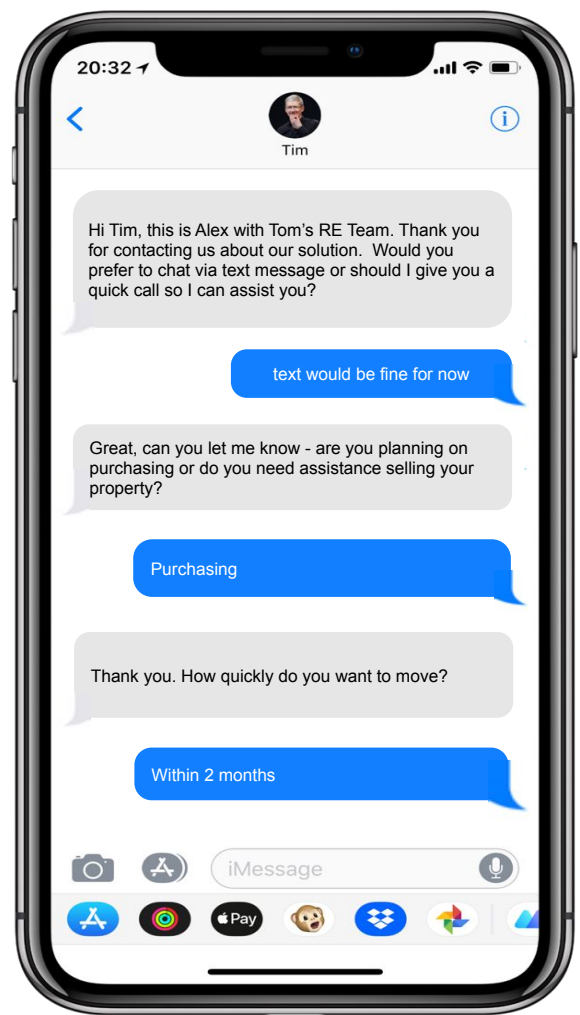 20:32
Tim
Hi Tim, this is Alex with Tom’s RE Team. Thank you
for contacting us about our solution.  Would you
prefer to chat via text message or should I give you a
quick call so I can assist you?
text would be fine for now
Great, can you let me know - are you planning on
purchasing or do you need assistance selling your
property?
Purchasing
Thank you. How quickly do you want to move?
Within 2 months
iMessage
Pay